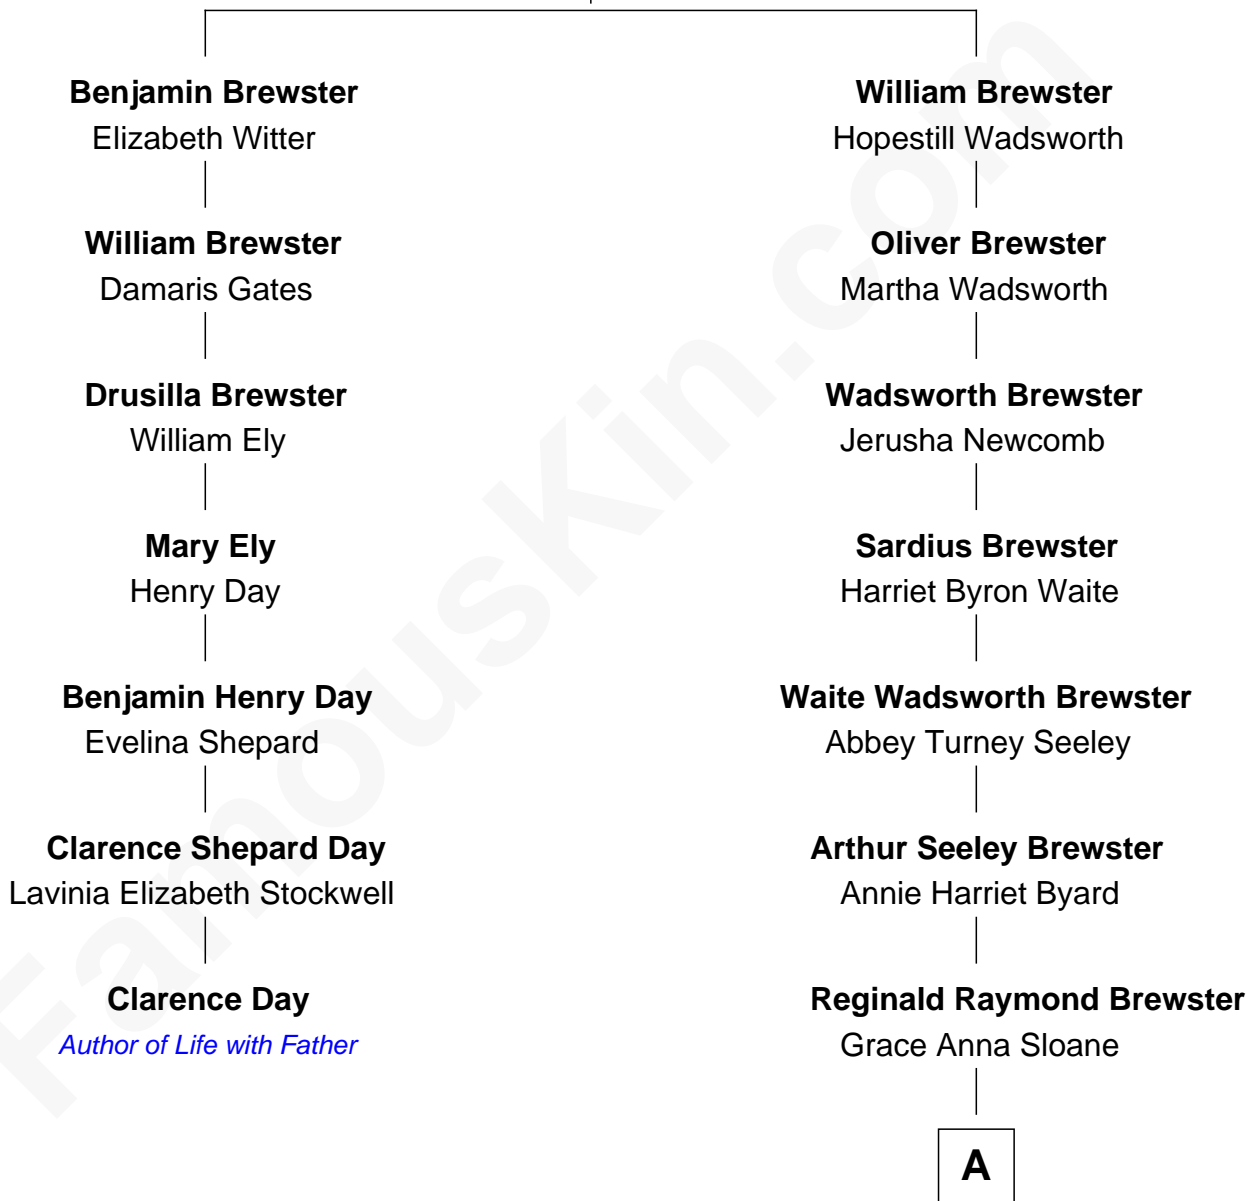 Benjamin Brewster
Elizabeth Witter
William Brewster
Damaris Gates
Drusilla Brewster
William Ely
Mary Ely
Henry Day
Benjamin Henry Day
Evelina Shepard
Clarence Shepard Day
Lavinia Elizabeth Stockwell
Clarence Day
Author of Life with Father
William Brewster
Hopestill Wadsworth
Oliver Brewster
Martha Wadsworth
Wadsworth Brewster
Jerusha Newcomb
Sardius Brewster
Harriet Byron Waite
Waite Wadsworth Brewster
Abbey Turney Seeley
Arthur Seeley Brewster
Annie Harriet Byard
Reginald Raymond Brewster
Grace Anna Sloane
A
FamousKin.com